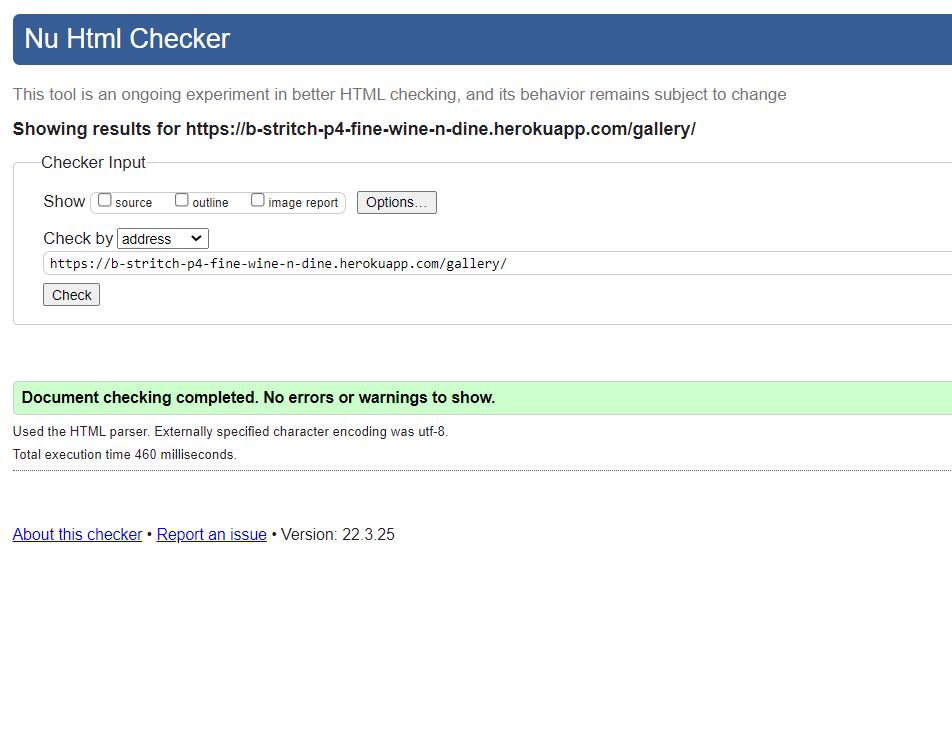 Nu Html Checker
This tool is an ongoing experiment in better HTML checking, and its behavior remains subject to change
Showing results for https://b-stritch-p4-fine-wine-n-dine.herokuapp.com/gallery/
Checker Input
Show source outline image report Options...
Check by address
https://b-stritch-p4-fine-wine-n-dine.herokuapp.com/gallery/
Check
Document checking completed. No errors or warnings to show.
Used the HTML parser. Externally specified character encoding was utf-8.
Total execution time 460 milliseconds.
About this checker • Report an issue • Version: 22.3.25